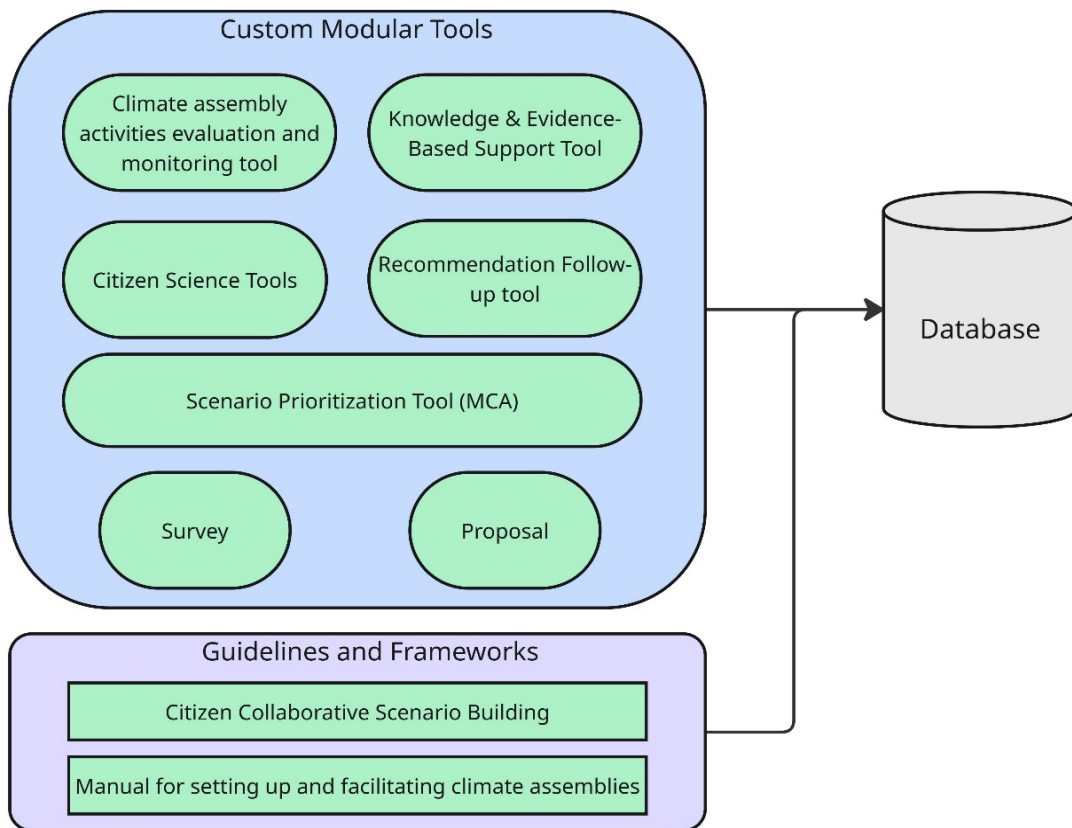 Custom Modular Tools
Climate assembly
activities evaluation and
monitoring tool
Knowledge & Evidence-
Based Support Tool
Citizen Science Tools
Recommendation Follow-
up tool
Scenario Prioritization Tool (MCA)
Survey
Proposal
Database
Guidelines and Frameworks
Citizen Collaborative Scenario Building
Manual for setting up and facilitating climate assemblies